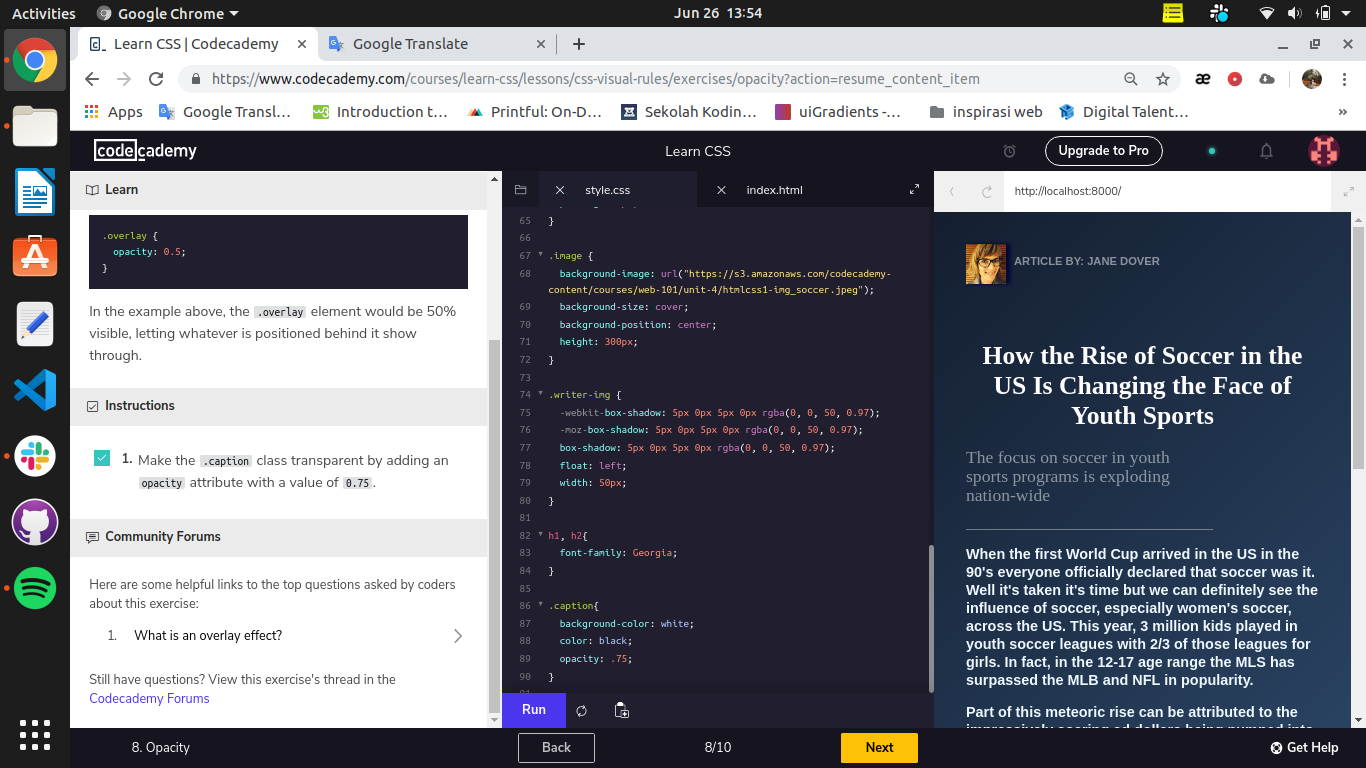 Activities
Google Chrome
Jun 26 13:54
Learn CSS | Codecademy
Google Translate
https://www.codecademy.com/courses/learn-css/lessons/css-visual-rules/exercises/opacity?action=resume_content_item
Apps
Google Transl…
Introduction t…
Printful: On-D…
Sekolah Kodin…
uiGradients -…
inspirasi web
Digital Talent…
codecademy
Learn CSS
Upgrade to Pro
Learn
.overlay {
opacity: 0.5;
}
In the example above, the .overlay element would be 50%
visible, letting whatever is positioned behind it show
through.
Instructions
1. Make the .caption class transparent by adding an
opacity attribute with a value of 0.75.
Community Forums
Here are some helpful links to the top questions asked by coders
about this exercise:
1. What is an overlay effect?
Still have questions? View this exercise's thread in the
Codecademy Forums
style.css
index.html
65 }
66
67 .image {
68 background-image: url("https://s3.amazonaws.com/codecademy-
content/courses/web-101/unit-4/htmlcss1-img_soccer.jpeg");
69 background-size: cover;
70 background-position: center;
71 height: 300px;
72 }
73
74 .writer-img {
75 -webkit-box-shadow: 5px 0px 5px 0px rgba(0, 0, 50, 0.97);
76 -moz-box-shadow: 5px 0px 5px 0px rgba(0, 0, 50, 0.97);
77 box-shadow: 5px 0px 5px 0px rgba(0, 0, 50, 0.97);
78 float: left;
79 width: 50px;
80 }
81
82 h1, h2{
83 font-family: Georgia;
84 }
85
86 .caption{
87 background-color: white;
88 color: black;
89 opacity: .75;
90 }
Run
http://localhost:8000/
ARTICLE BY: JANE DOVER
How the Rise of Soccer in the
US Is Changing the Face of
Youth Sports
The focus on soccer in youth
sports programs is exploding
nation-wide
When the first World Cup arrived in the US in the
90's everyone officially declared that soccer was it.
Well it's taken it's time but we can definitely see the
influence of soccer, especially women's soccer,
across the US. This year, 3 million kids played in
youth soccer leagues with 2/3 of those leagues for
girls. In fact, in the 12-17 age range the MLS has
surpassed the MLB and NFL in popularity.
Part of this meteoric rise can be attributed to the
8. Opacity
Back
8/10
Next
Get Help